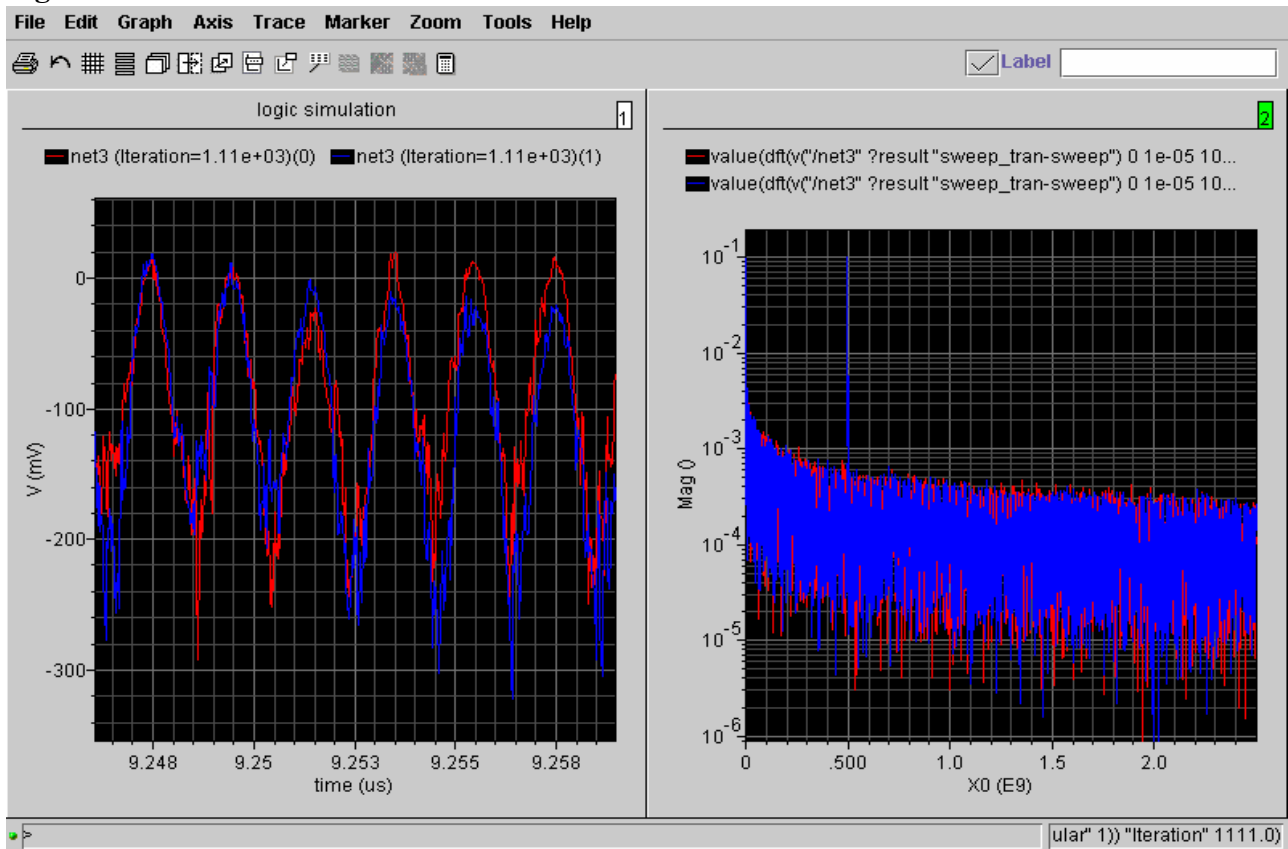 File Edit Graph Axis Trace Marker Zoom Tools Help
Label
logic simulation
1
net3 (Iteration=1.11e+03)(0) net3 (Iteration=1.11e+03)(1)
0
-100
-200
-300
V (mV)
9.248 9.25 9.253 9.255 9.258
time (us)
2
value(dft(v("/net3" ?result "sweep_tran-sweep") 0 1e-05 10...
value(dft(v("/net3" ?result "sweep_tran-sweep") 0 1e-05 10...
10-1
10-2
10-3
10-4
10-5
10-6
Mag ()
0 .500 1.0 1.5 2.0
X0 (E9)
>
ular" 1)) "Iteration" 1111.0)